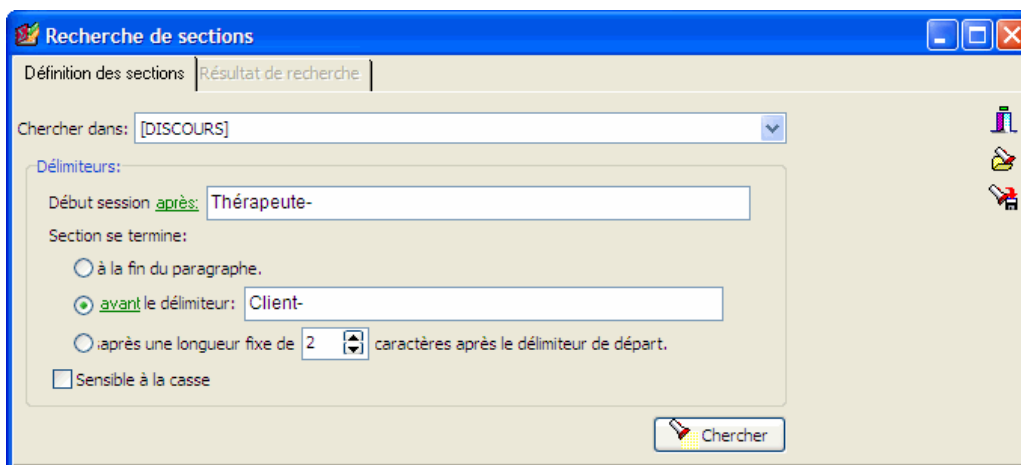 Recherche de sections
Définition des sections Résultat de recherche
Chercher dans: [DISCOURS]
Délimiteurs:
Début session après: Thérapeute-
Section se termine:
à la fin du paragraphe.
avant le délimiteur: Client-
après une longueur fixe de 2 caractères après le délimiteur de départ.
Sensible à la casse
Chercher